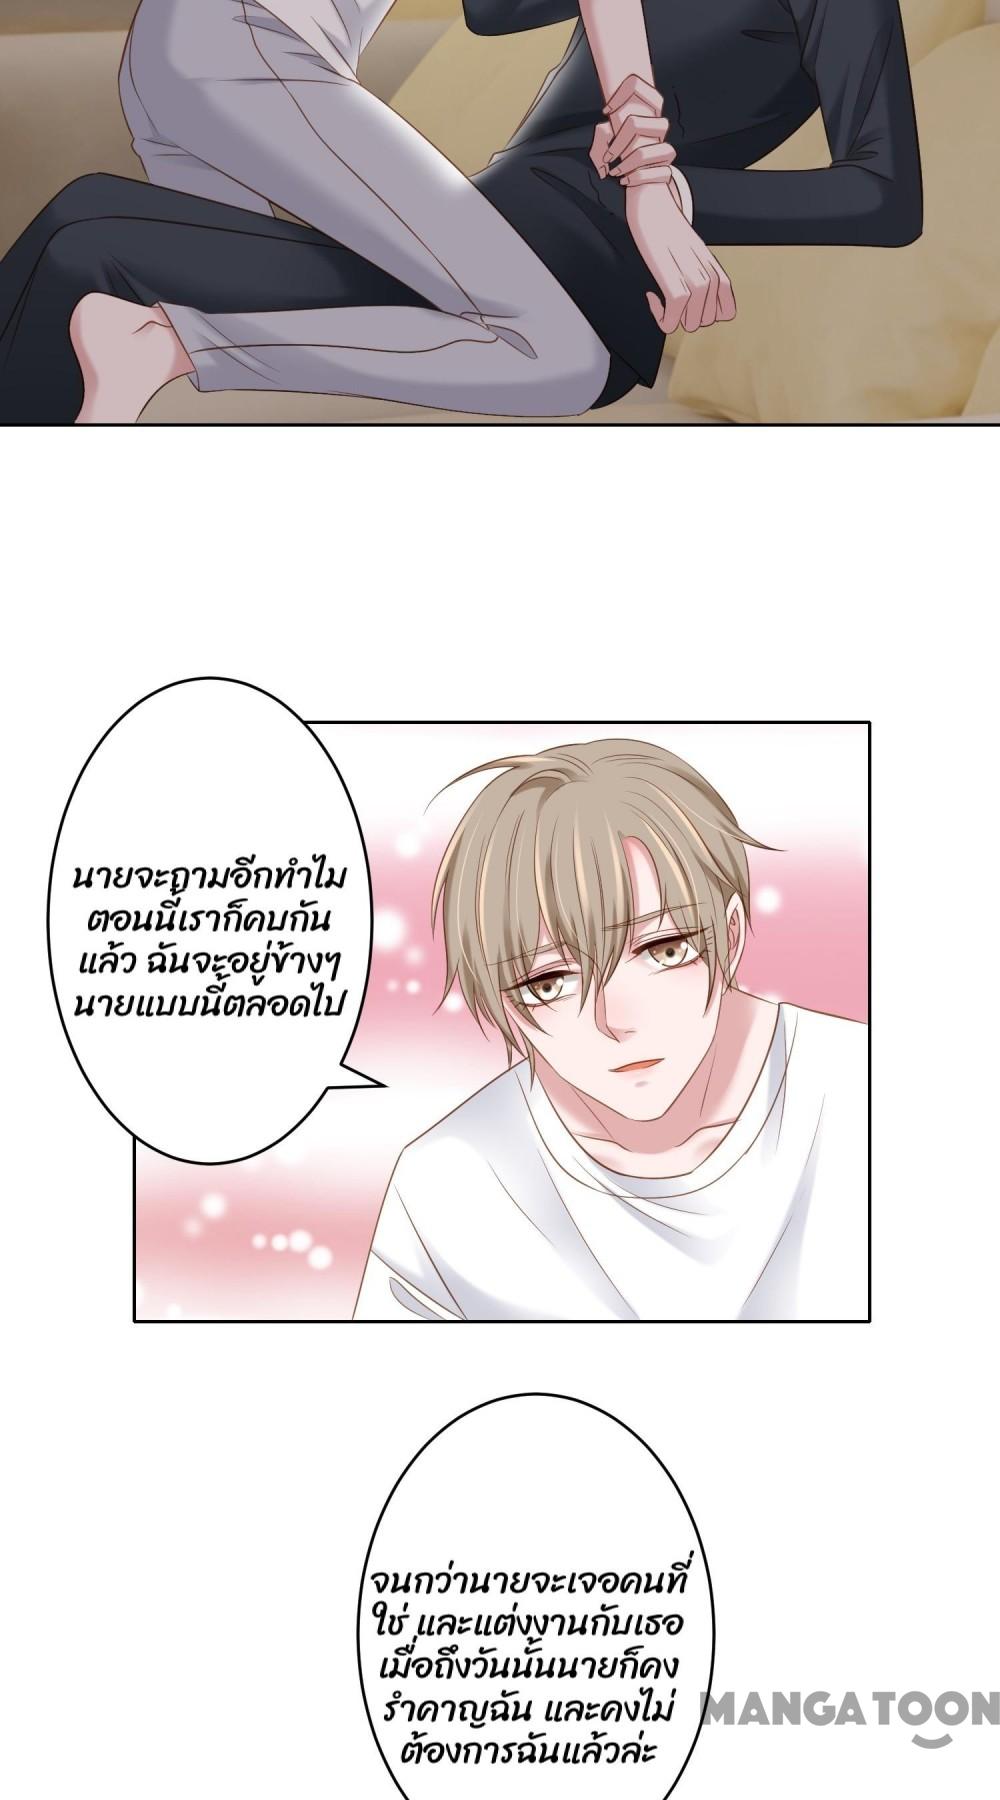 นายจะถามอีกทำไม
ตอนนี้เราก็คบกัน
แล้ว ฉันจะอยู่ข้างๆ
นายแบบนี้ตลอดไป
จนกว่านายจะเจอคนที่
ใช่ และแต่งงานกับเธอ
เมื่อถึงวันนั้นนายก็คง
รำคาญฉัน และคงไม่
ต้องการฉันแล้วล่ะ
MANGATOON